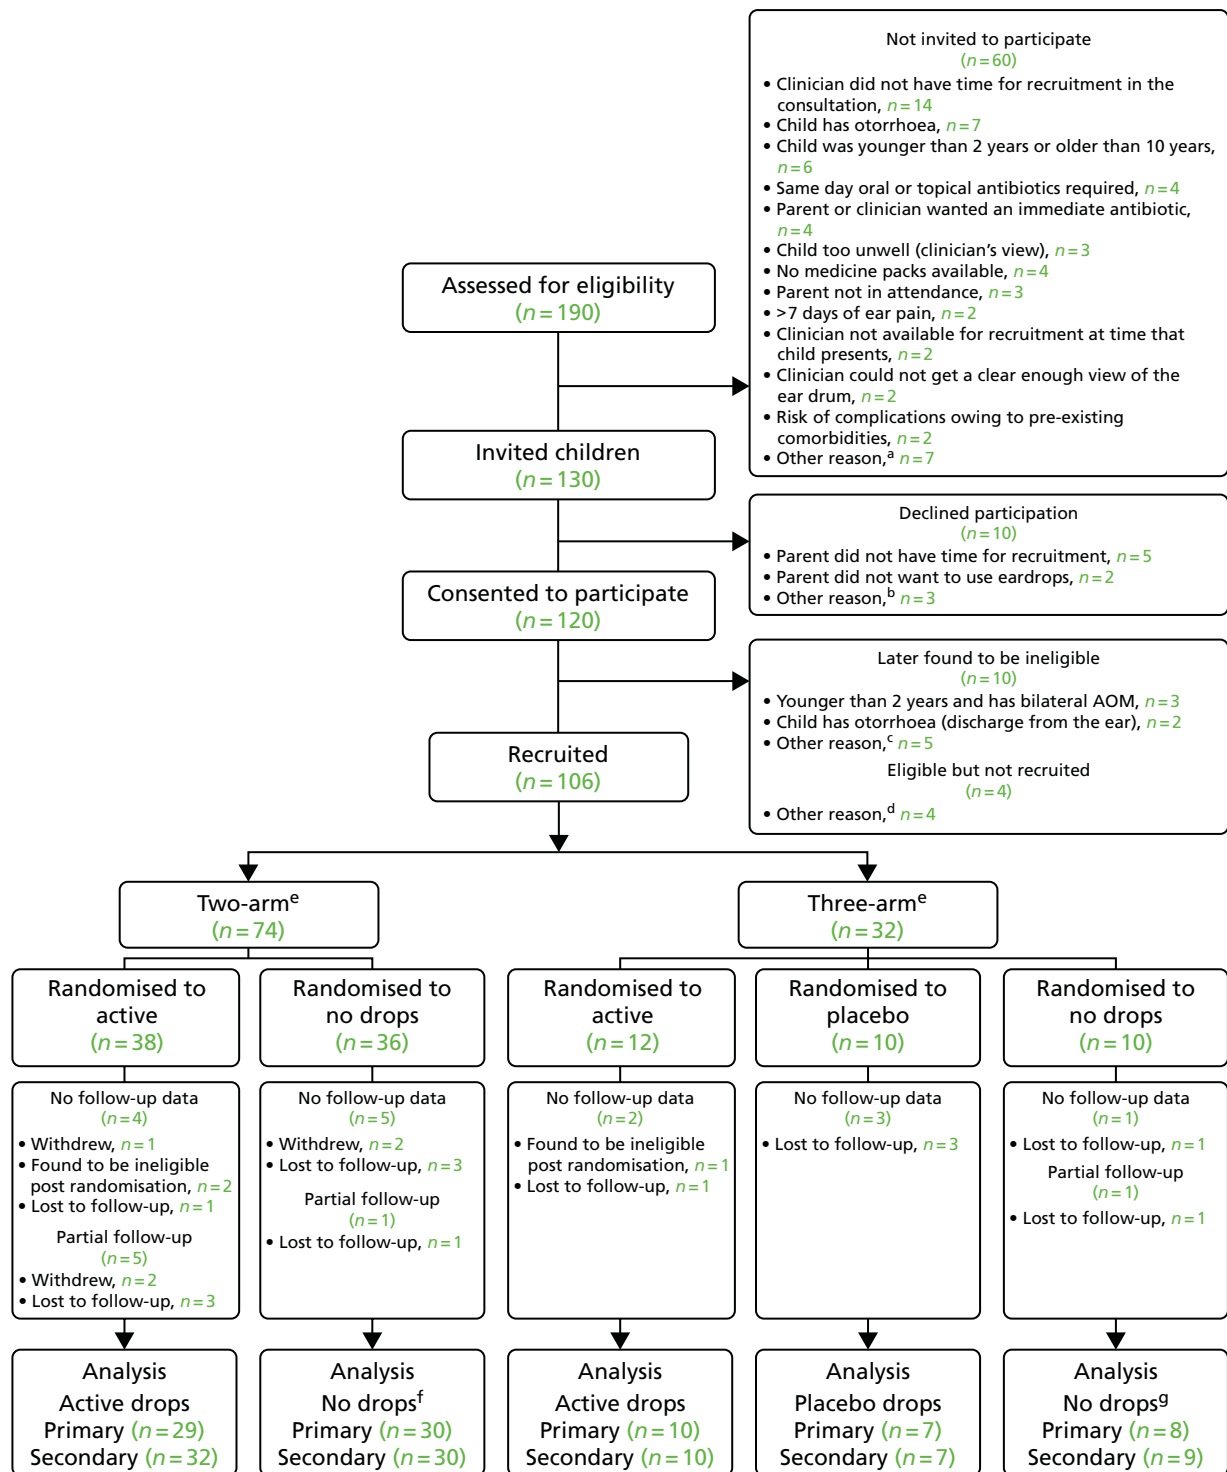 Not invited to participate
(n=60)
• Clinician did not have time for recruitment in the
consultation, n=14
• Child has otorrhoea, n=7
• Child was younger than 2 years or older than 10 years,
n=6
• Same day oral or topical antibiotics required, n=4
• Parent or clinician wanted an immediate antibiotic,
n=4
• Child too unwell (clinician's view), n=3
• No medicine packs available, n=4
• Parent not in attendance, n=3
• >7 days of ear pain, n=2
• Clinician not available for recruitment at time that
child presents, n=2
• Clinician could not get a clear enough view of the
ear drum, n=2
• Risk of complications owing to pre-existing
comorbidities, n=2
• Other reason,a n=7
Assessed for eligibility
(n=190)
Invited children
(n=130)
Declined participation
(n=10)
• Parent did not have time for recruitment, n=5
• Parent did not want to use eardrops, n=2
• Other reason,b n=3
Consented to participate
(n=120)
Later found to be ineligible
(n=10)
• Younger than 2 years and has bilateral AOM, n=3
• Child has otorrhoea (discharge from the ear), n=2
• Other reason,c n=5
Eligible but not recruited
(n=4)
• Other reason,d n=4
Recruited
(n=106)
Two-arme
(n=74)
Three-arme
(n=32)
Randomised to
active
(n=38)
Randomised to
no drops
(n=36)
Randomised to
active
(n=12)
Randomised to
placebo
(n=10)
Randomised to
no drops
(n=10)
No follow-up data
(n=4)
• Withdrew, n=1
• Found to be ineligible
post randomisation, n=2
• Lost to follow-up, n=1
Partial follow-up
(n=5)
• Withdrew, n=2
• Lost to follow-up, n=3
No follow-up data
(n=5)
• Withdrew, n=2
• Lost to follow-up, n=3
Partial follow-up
(n=1)
• Lost to follow-up, n=1
No follow-up data
(n=2)
• Found to be ineligible
post randomisation, n=1
• Lost to follow-up, n=1
No follow-up data
(n=3)
• Lost to follow-up, n=3
No follow-up data
(n=1)
• Lost to follow-up, n=1
Partial follow-up
(n=1)
• Lost to follow-up, n=1
Analysis
Active drops
Primary (n=29)
Secondary (n=32)
Analysis
No dropsf
Primary (n=30)
Secondary (n=30)
Analysis
Active drops
Primary (n=10)
Secondary (n=10)
Analysis
Placebo drops
Primary (n=7)
Secondary (n=7)
Analysis
No dropsg
Primary (n=8)
Secondary (n=9)